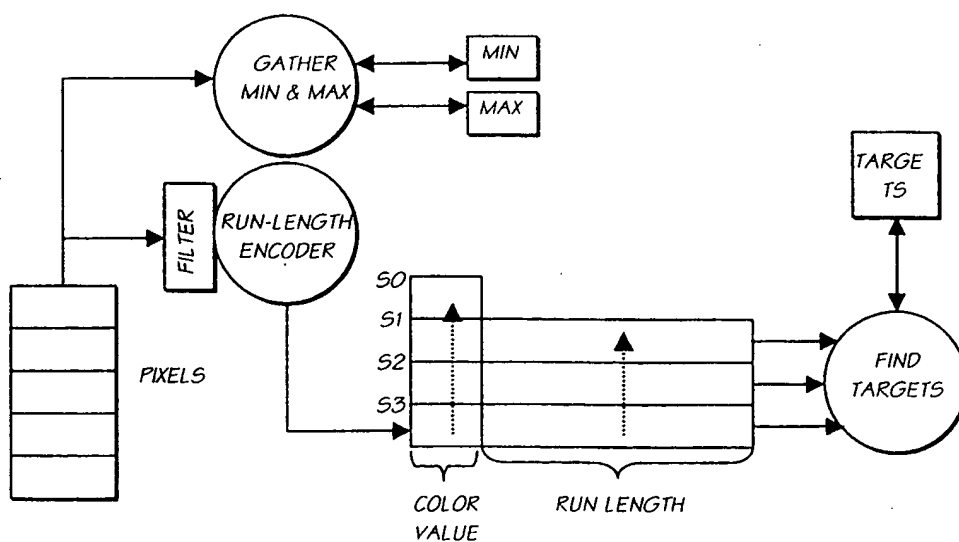 GATHER
MIN & MAX
MIN
MAX
FILTER
RUN-LENGTH
ENCODER
TARGE
TS
PIXELS
S0
S1
S2
S3
FIND
TARGETS
COLOR
VALUE
RUN LENGTH